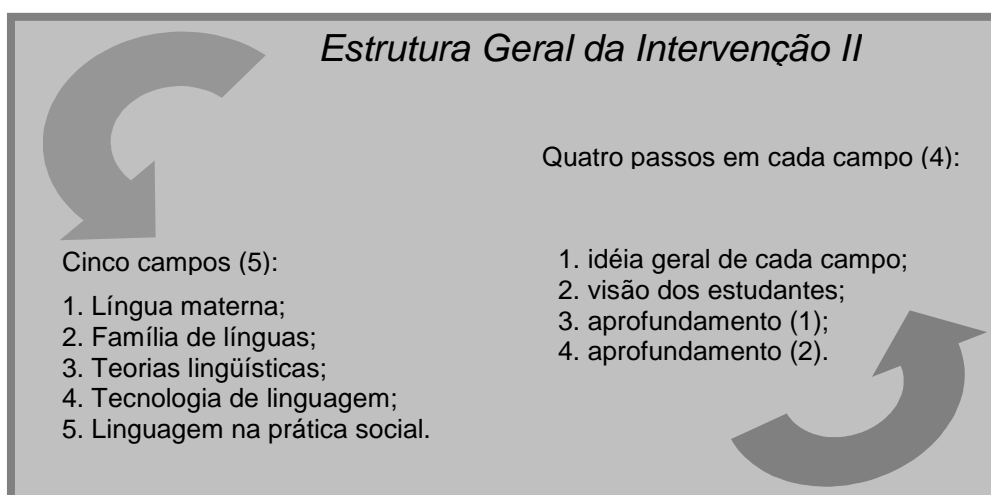 Estrutura Geral da Intervenção II
Quatro passos em cada campo (4):
Cinco campos (5):
1. Língua materna;
2. Família de línguas;
3. Teorias lingüísticas;
4. Tecnologia de linguagem;
5. Linguagem na prática social.
1. idéia geral de cada campo;
2. visão dos estudantes;
3. aprofundamento (1);
4. aprofundamento (2).